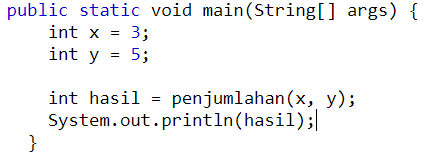 public static void main(String[] args) {
int x = 3;
int y = 5;
int hasil = penjumlahan(x, y);
System.out.println(hasil);
}